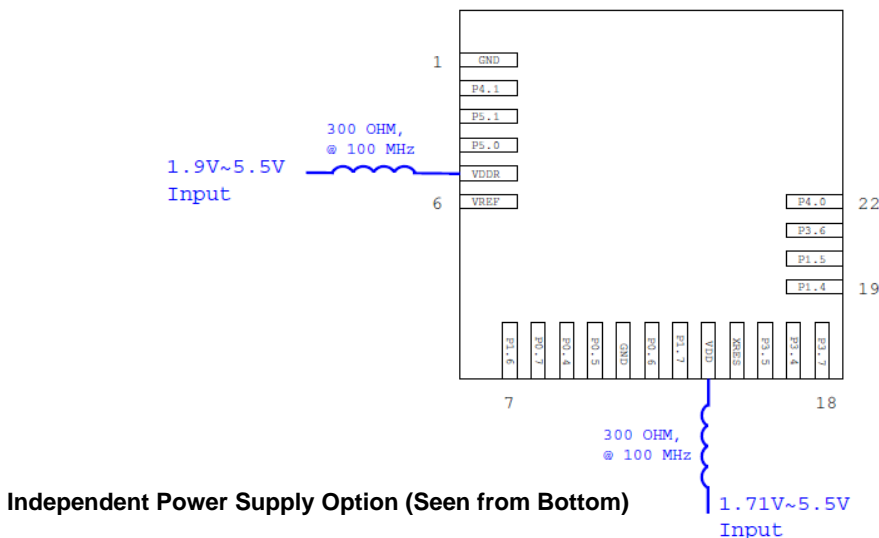 1 GND
P4.1
P5.1
300 OHM,
@ 100 MHz
P5.0
1.9V~5.5V
Input
VDDR
6 VREF
P4.0 22
P3.6
P1.5
P1.4 19
P1.6
P0.7
P0.4
P0.5
GND
P0.6
P1.7
VDD
XRES
P3.5
P3.4
P3.7
7
18
300 OHM,
@ 100 MHz
Independent Power Supply Option (Seen from Bottom)
1.71V~5.5V
Input